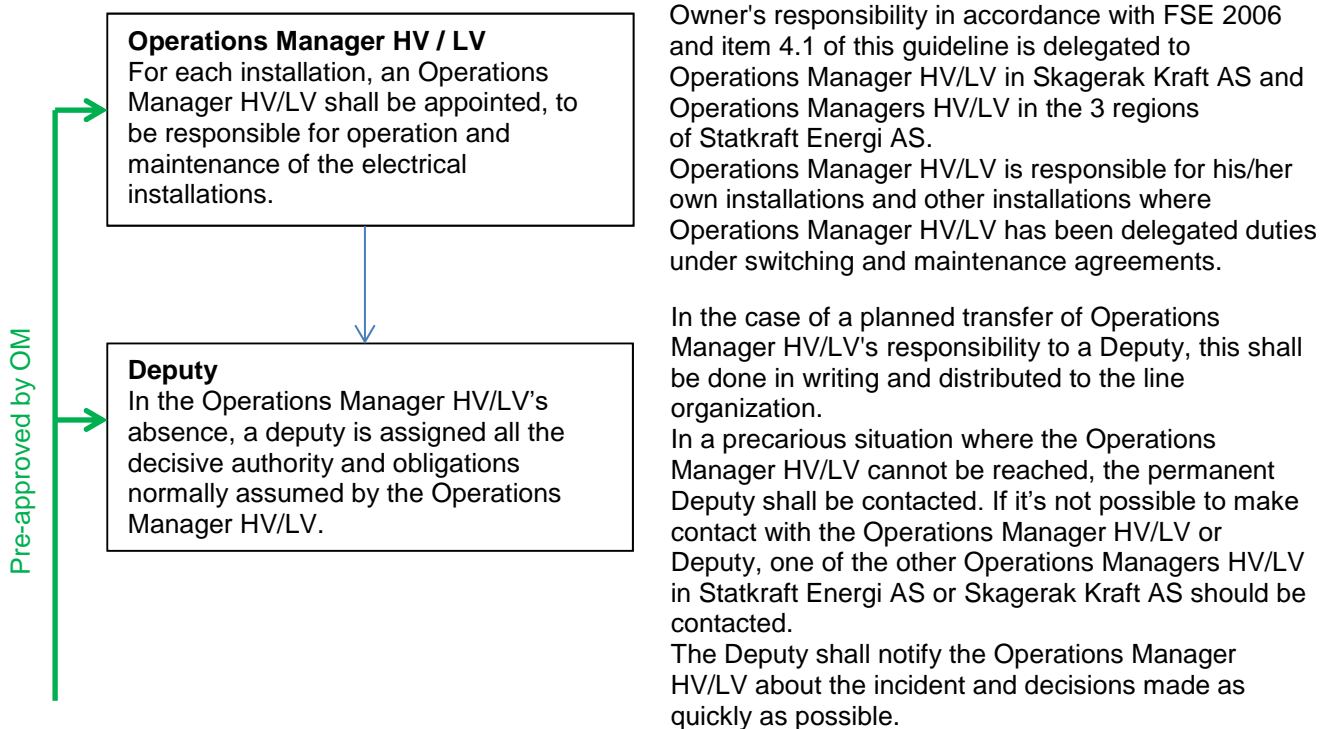 Operations Manager HV / LV
For each installation, an Operations
Manager HV/LV shall be appointed, to
be responsible for operation and
maintenance of the electrical
installations.
Owner's responsibility in accordance with FSE 2006
and item 4.1 of this guideline is delegated to
Operations Manager HV/LV in Skagerak Kraft AS and
Operations Managers HV/LV in the 3 regions
of Statkraft Energi AS.
Operations Manager HV/LV is responsible for his/her
own installations and other installations where
Operations Manager HV/LV has been delegated duties
under switching and maintenance agreements.
Pre-approved by OM
Deputy
In the Operations Manager HV/LV’s
absence, a deputy is assigned all the
decisive authority and obligations
normally assumed by the Operations
Manager HV/LV.
In the case of a planned transfer of Operations
Manager HV/LV's responsibility to a Deputy, this shall
be done in writing and distributed to the line
organization.
In a precarious situation where the Operations
Manager HV/LV cannot be reached, the permanent
Deputy shall be contacted. If it’s not possible to make
contact with the Operations Manager HV/LV or
Deputy, one of the other Operations Managers HV/LV
in Statkraft Energi AS or Skagerak Kraft AS should be
contacted.
The Deputy shall notify the Operations Manager
HV/LV about the incident and decisions made as
quickly as possible.